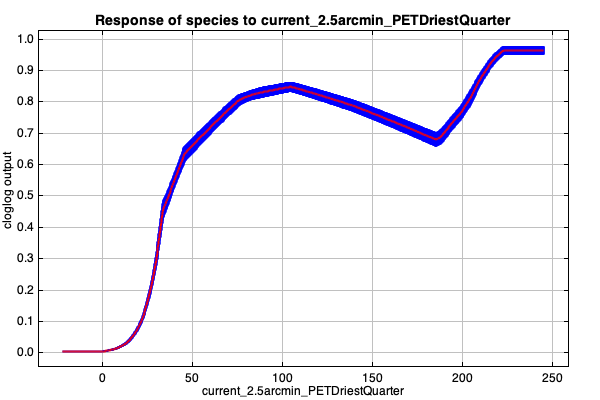 Response of species to current_2.5arcmin_PETDriestQuarter
1.0
0.9
0.8
0.7
0.6
0.5
0.4
0.3
0.2
0.1
0.0
cloglog output
0 50 100 150 200 250
current_2.5arcmin_PETDriestQuarter